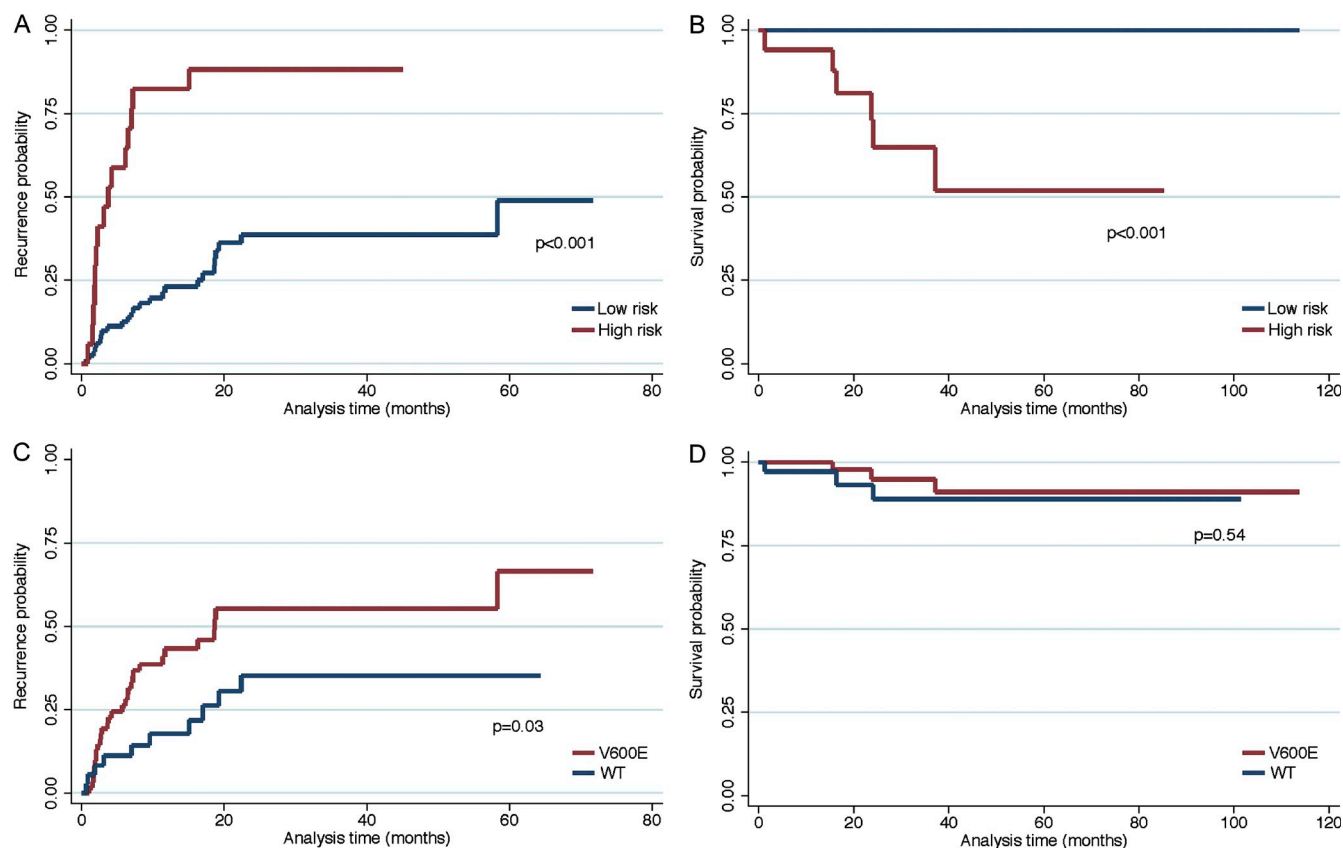 A
Recurrence probability
1.00
0.75
0.50
0.25
0.00
p<0.001
Low risk
High risk
0 20 40 60 80
Analysis time (months)
B
Survival probability
1.00
0.75
0.50
0.25
0.00
p<0.001
Low risk
High risk
0 20 40 60 80 100 120
Analysis time (months)
C
Recurrence probability
1.00
0.75
0.50
0.25
0.00
p=0.03
V600E
WT
0 20 40 60 80
Analysis time (months)
D
Survival probability
1.00
0.75
0.50
0.25
0.00
p=0.54
V600E
WT
0 20 40 60 80 100 120
Analysis time (months)